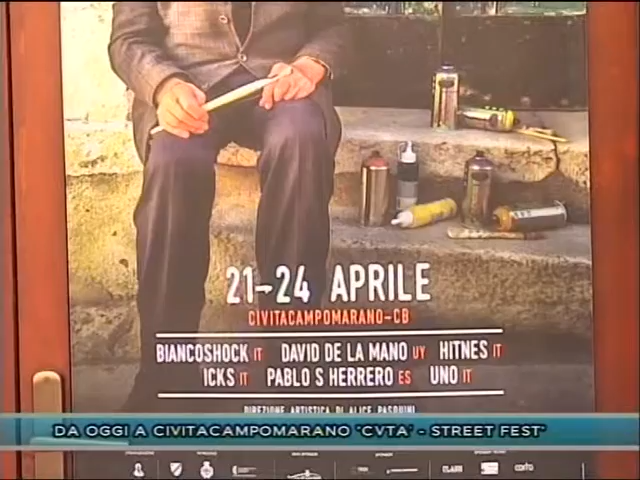 21-24 APRILE
CIVITACAMPOMARANO-CB
BIANCOSHOCK IT DAVID DE LA MANO UY HITNES IT
ICKS IT PABLO S HERRERO ES UNO IT
DIREZIONE ARTISTICA DI ALICE PASQUINI
DA OGGI A CIVITACAMPOMARANO "CVTA'" - STREET FEST"